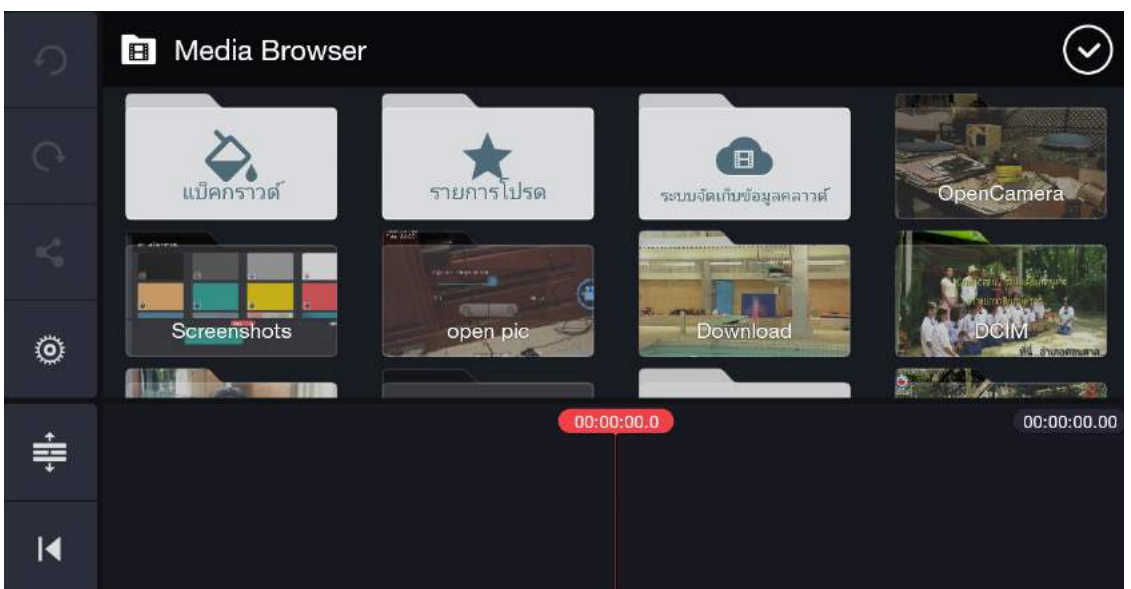 Media Browser
แบ็คกราวด์
รายการโปรด
ระบบจัดเก็บข้อมูลคลาวด์
OpenCamera
Screenshots
open pic
Download
DCIM
00:00:00.0
00:00:00.00